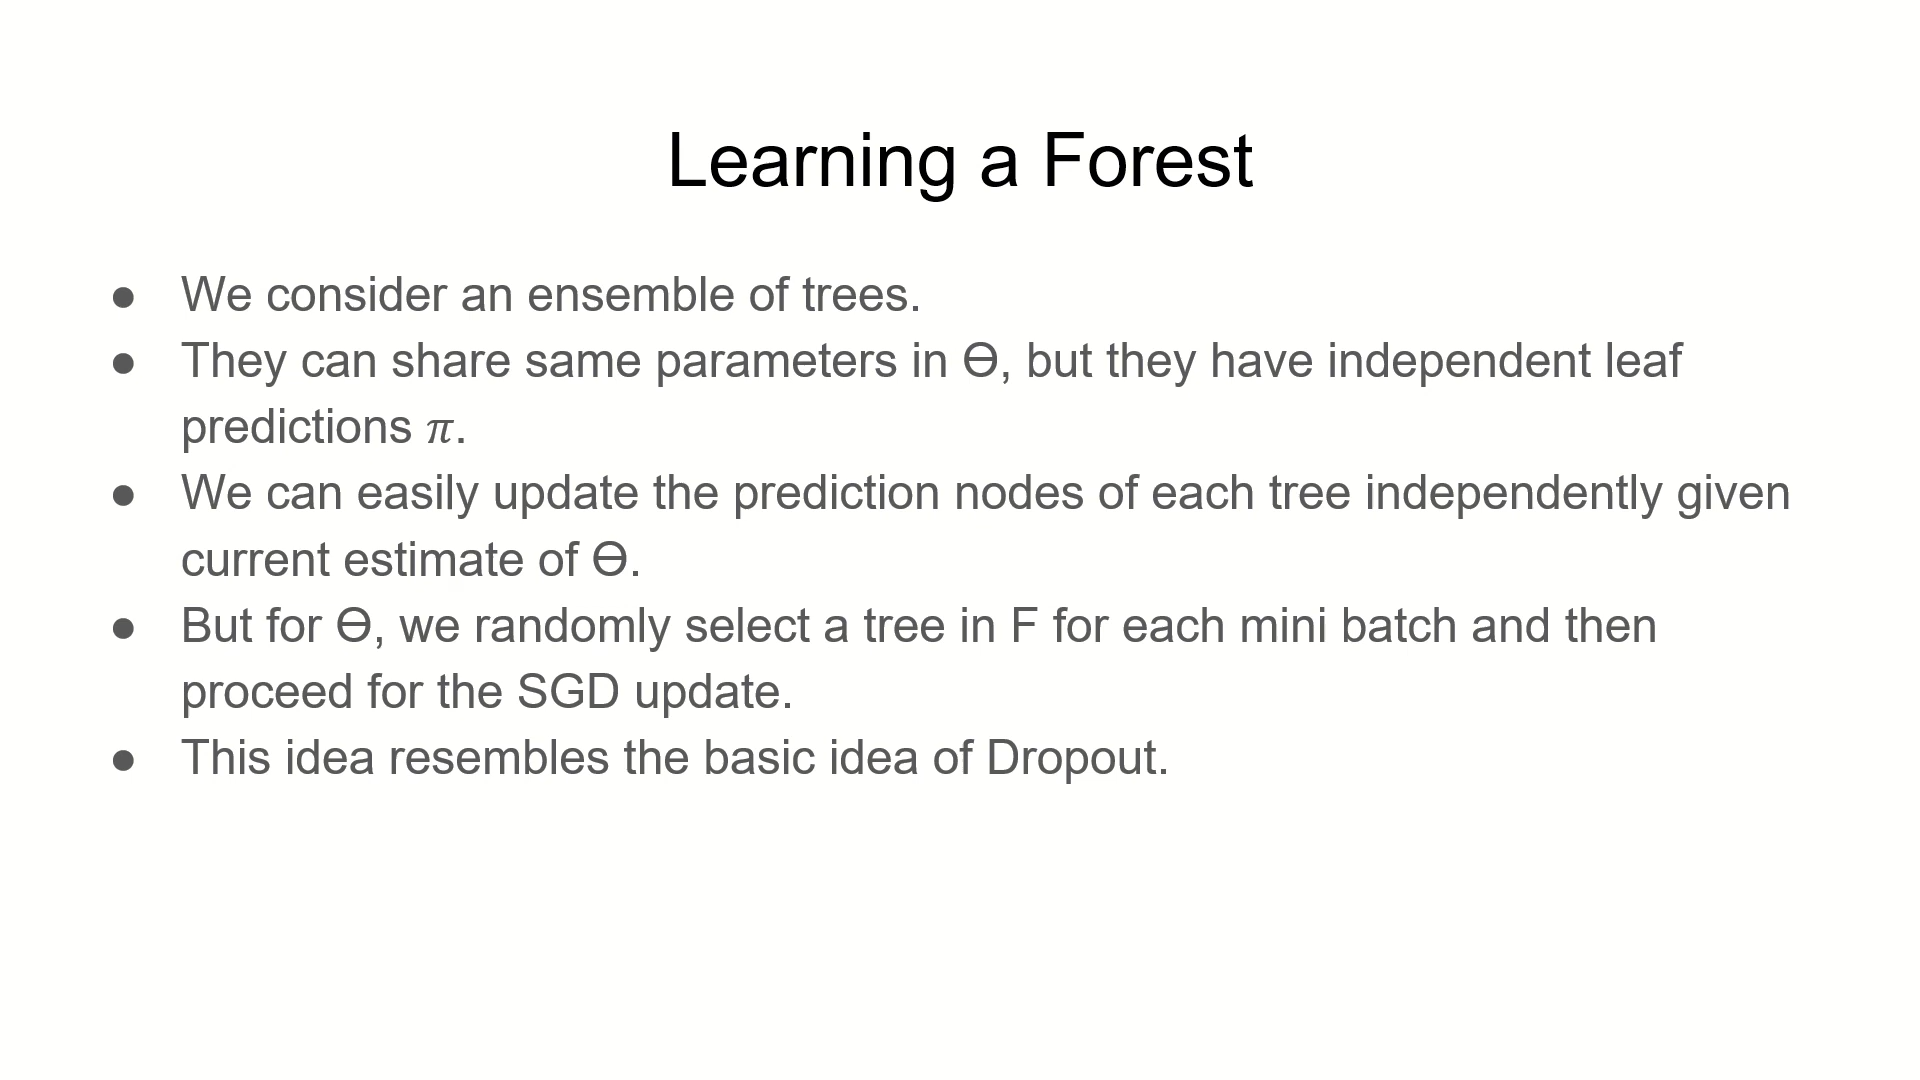 Learning a Forest
● We consider an ensemble of trees.
● They can share same parameters in Ө, but they have independent leaf
predictions π.
● We can easily update the prediction nodes of each tree independently given
current estimate of Ө.
● But for Ө, we randomly select a tree in F for each mini batch and then
proceed for the SGD update.
● This idea resembles the basic idea of Dropout.